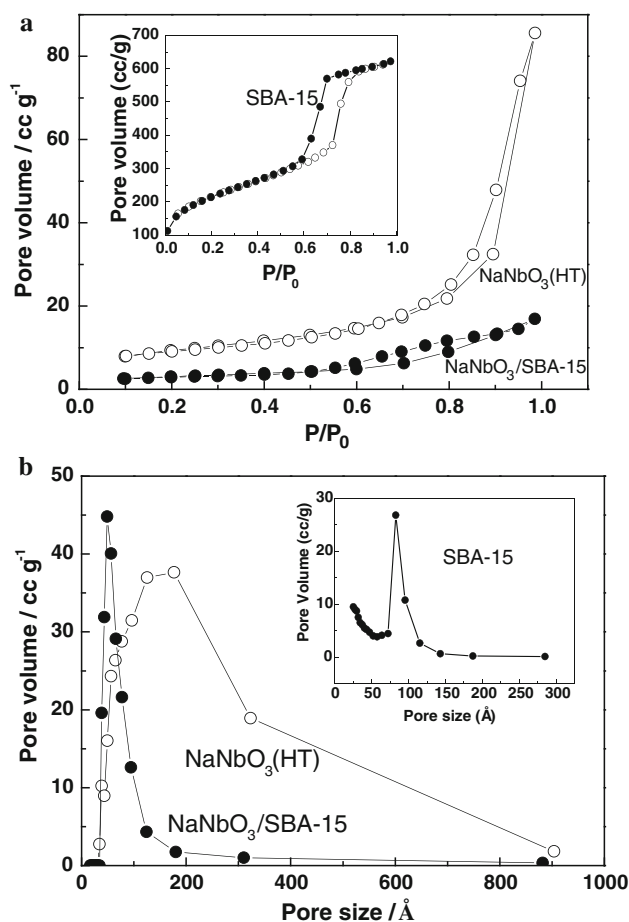 a
Pore volume / cc g⁻¹
80
60
40
20
0
0.0 0.2 0.4 0.6 0.8 1.0
P/P₀
NaNbO₃(HT)
NaNbO₃/SBA-15
Pore volume (cc/g)
700
600
500
400
300
200
100
0.0 0.2 0.4 0.6 0.8 1.0
P/P₀
SBA-15
b
Pore volume / cc g⁻¹
50
40
30
20
10
0
0 200 400 600 800 1000
Pore size / Å
NaNbO₃(HT)
NaNbO₃/SBA-15
Pore Volume (cc/g)
30
20
10
0
0 50 100 150 200 250 300
Pore size (Å)
SBA-15